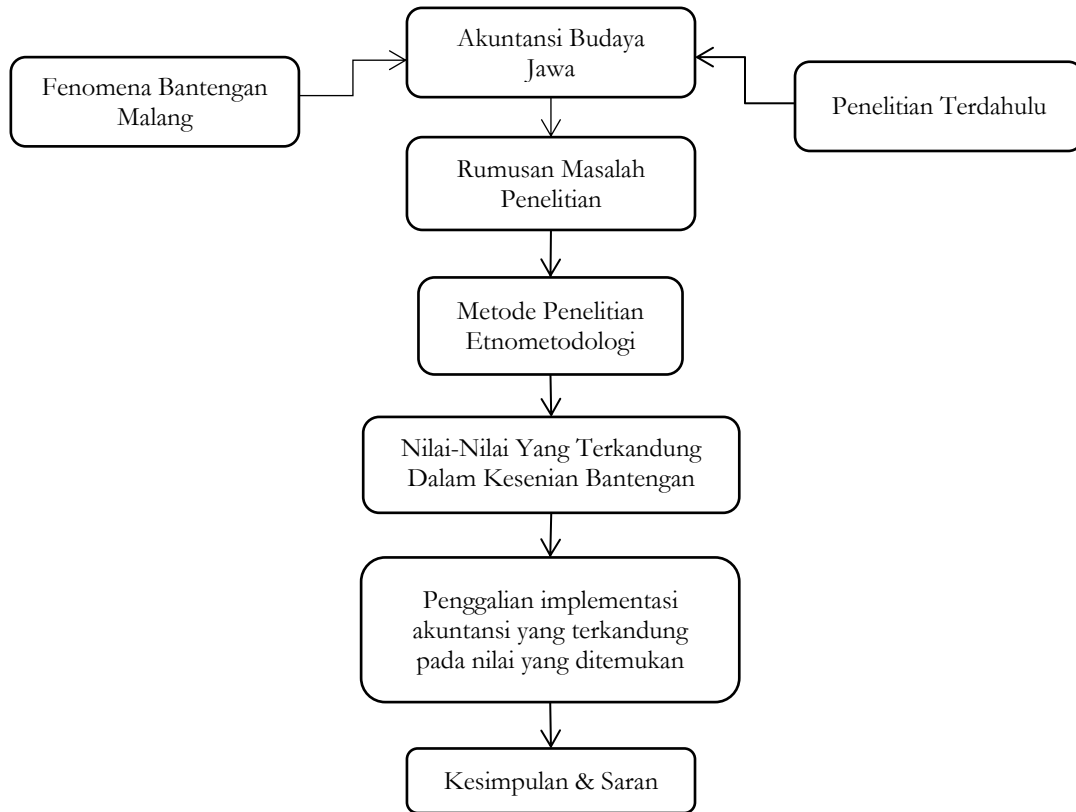 Akuntansi Budaya
Jawa
Fenomena Bantengan
Malang
Penelitian Terdahulu
Rumusan Masalah
Penelitian
Metode Penelitian
Etnometodologi
Nilai-Nilai Yang Terkandung
Dalam Kesenian Bantengan
Penggalian implementasi
akuntansi yang terkandung
pada nilai yang ditemukan
Kesimpulan & Saran